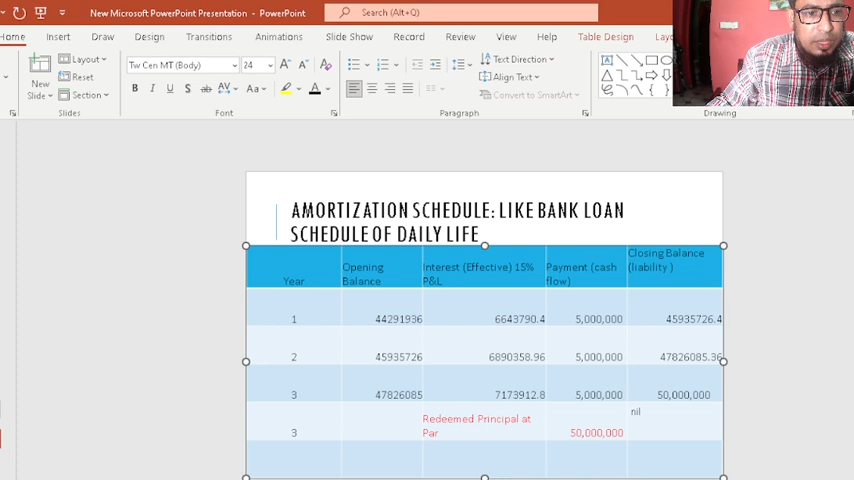 New Microsoft PowerPoint Presentation - PowerPoint
Search (Alt+Q)
Home Insert Draw Design Transitions Animations Slide Show Record Review View Help Table Design
New Slide
Layout
Reset
Section
Slides
Tw Cen MT (Body) 24
B I U S ab AV Aa A
Font
Paragraph
Text Direction
Align Text
Convert to SmartArt
Drawing
AMORTIZATION SCHEDULE: LIKE BANK LOAN
SCHEDULE OF DAILY LIFE
Year
Opening
Balance
Interest (Effective) 15%
P&L
Payment (cash
flow)
Closing Balance
(liability )
1 44291936 6643790.4 5,000,000 45935726.4
2 45935726 6890358.96 5,000,000 47826085.36
3 47826085 7173912.8 5,000,000 50,000,000
3
Redeemed Principal at
Par
50,000,000
nil